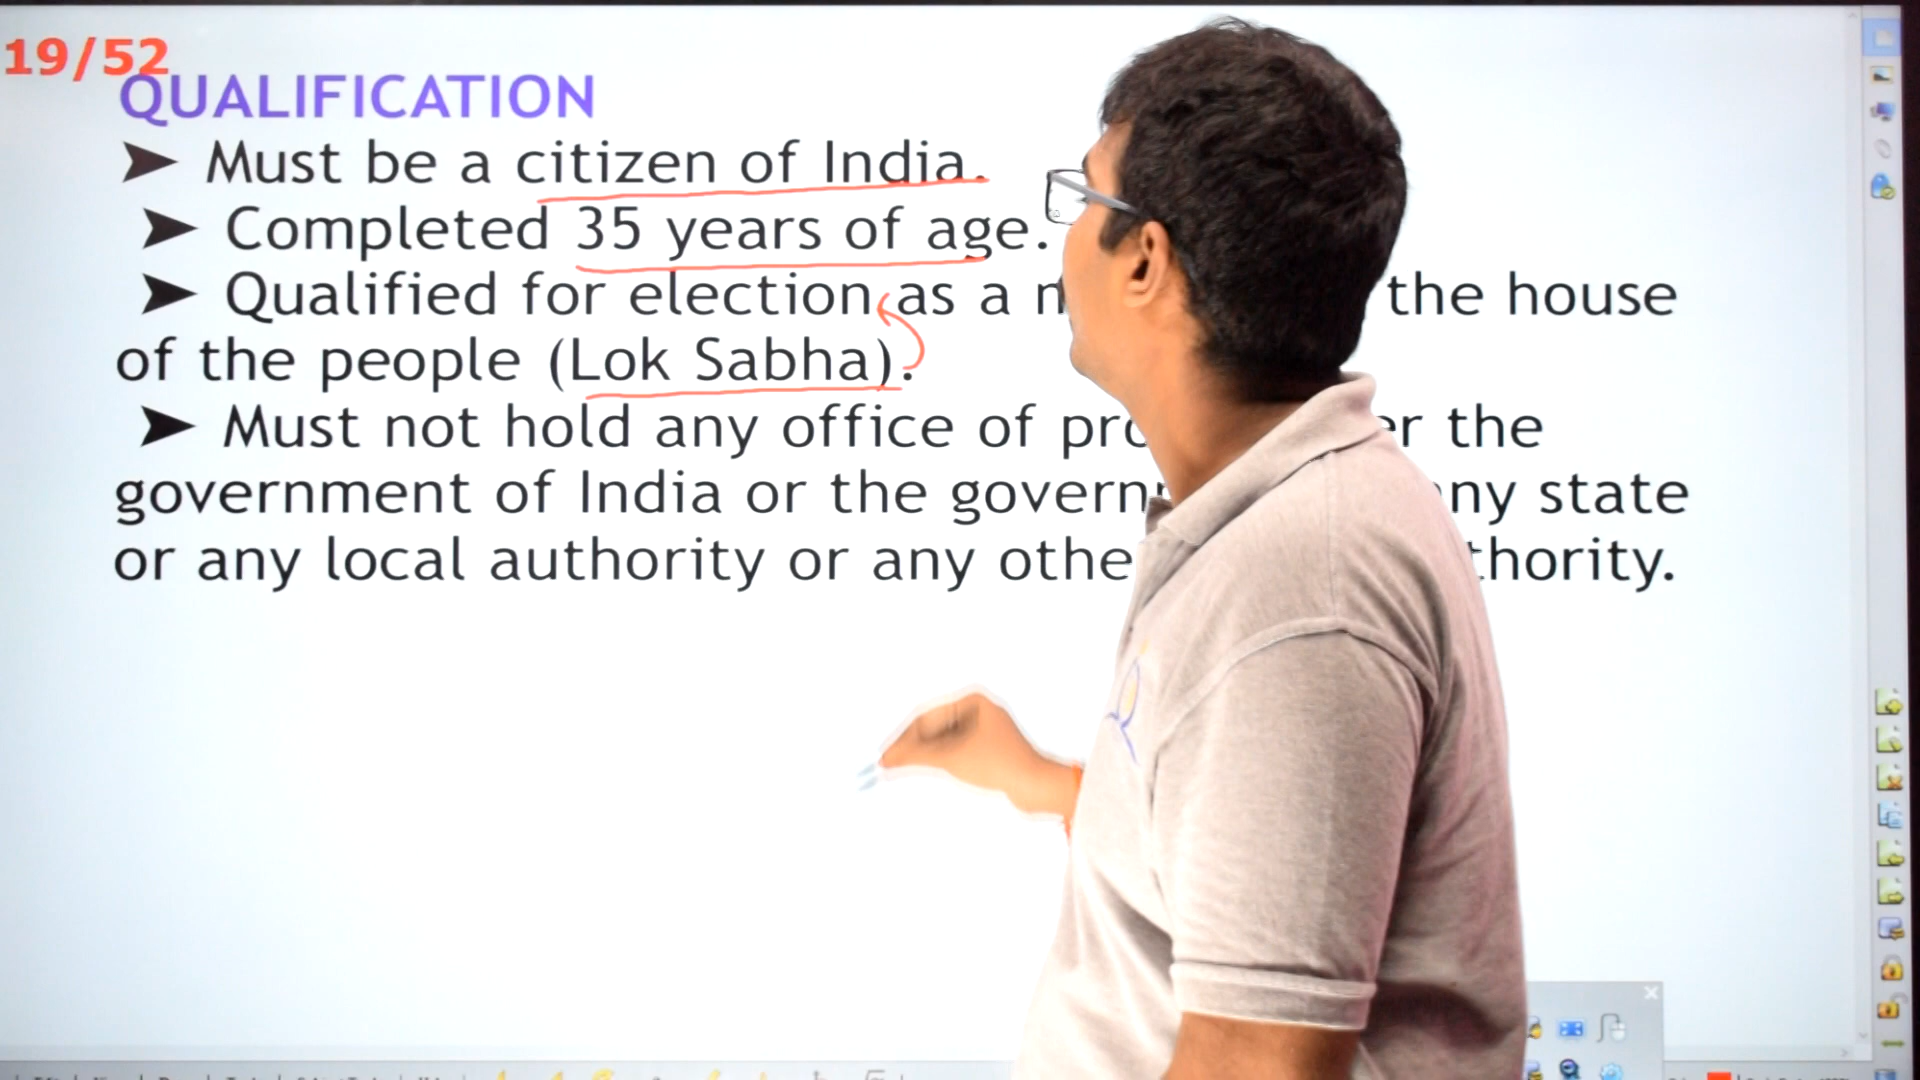 19/52
QUALIFICATION
➤ Must be a citizen of India.
➤ Completed 35 years of age.
➤ Qualified for election as a the house
of the people (Lok Sabha).
➤ Must not hold any office of the
government of India or the state
or any local authority or any